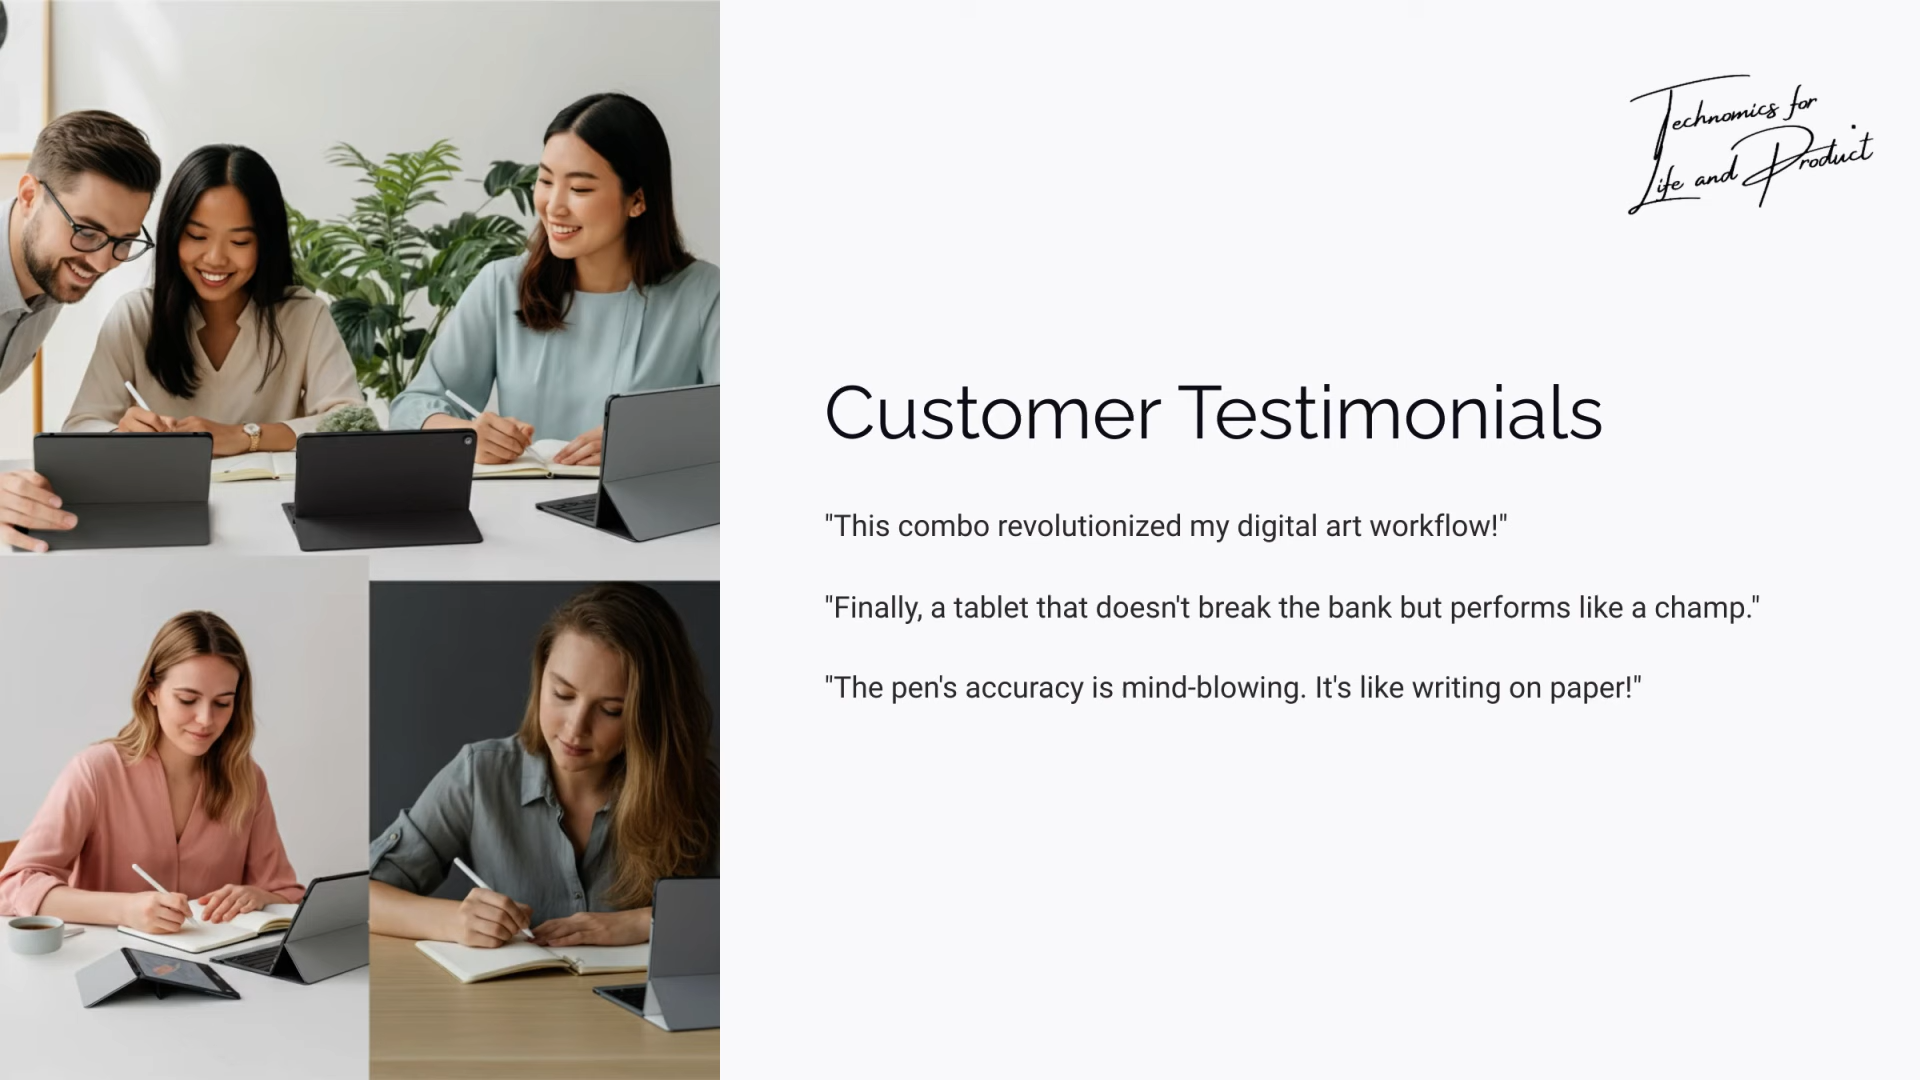 Technomics for
Life and Product
Customer Testimonials
"This combo revolutionized my digital art workflow!"
"Finally, a tablet that doesn't break the bank but performs like a champ."
"The pen's accuracy is mind-blowing. It's like writing on paper!"